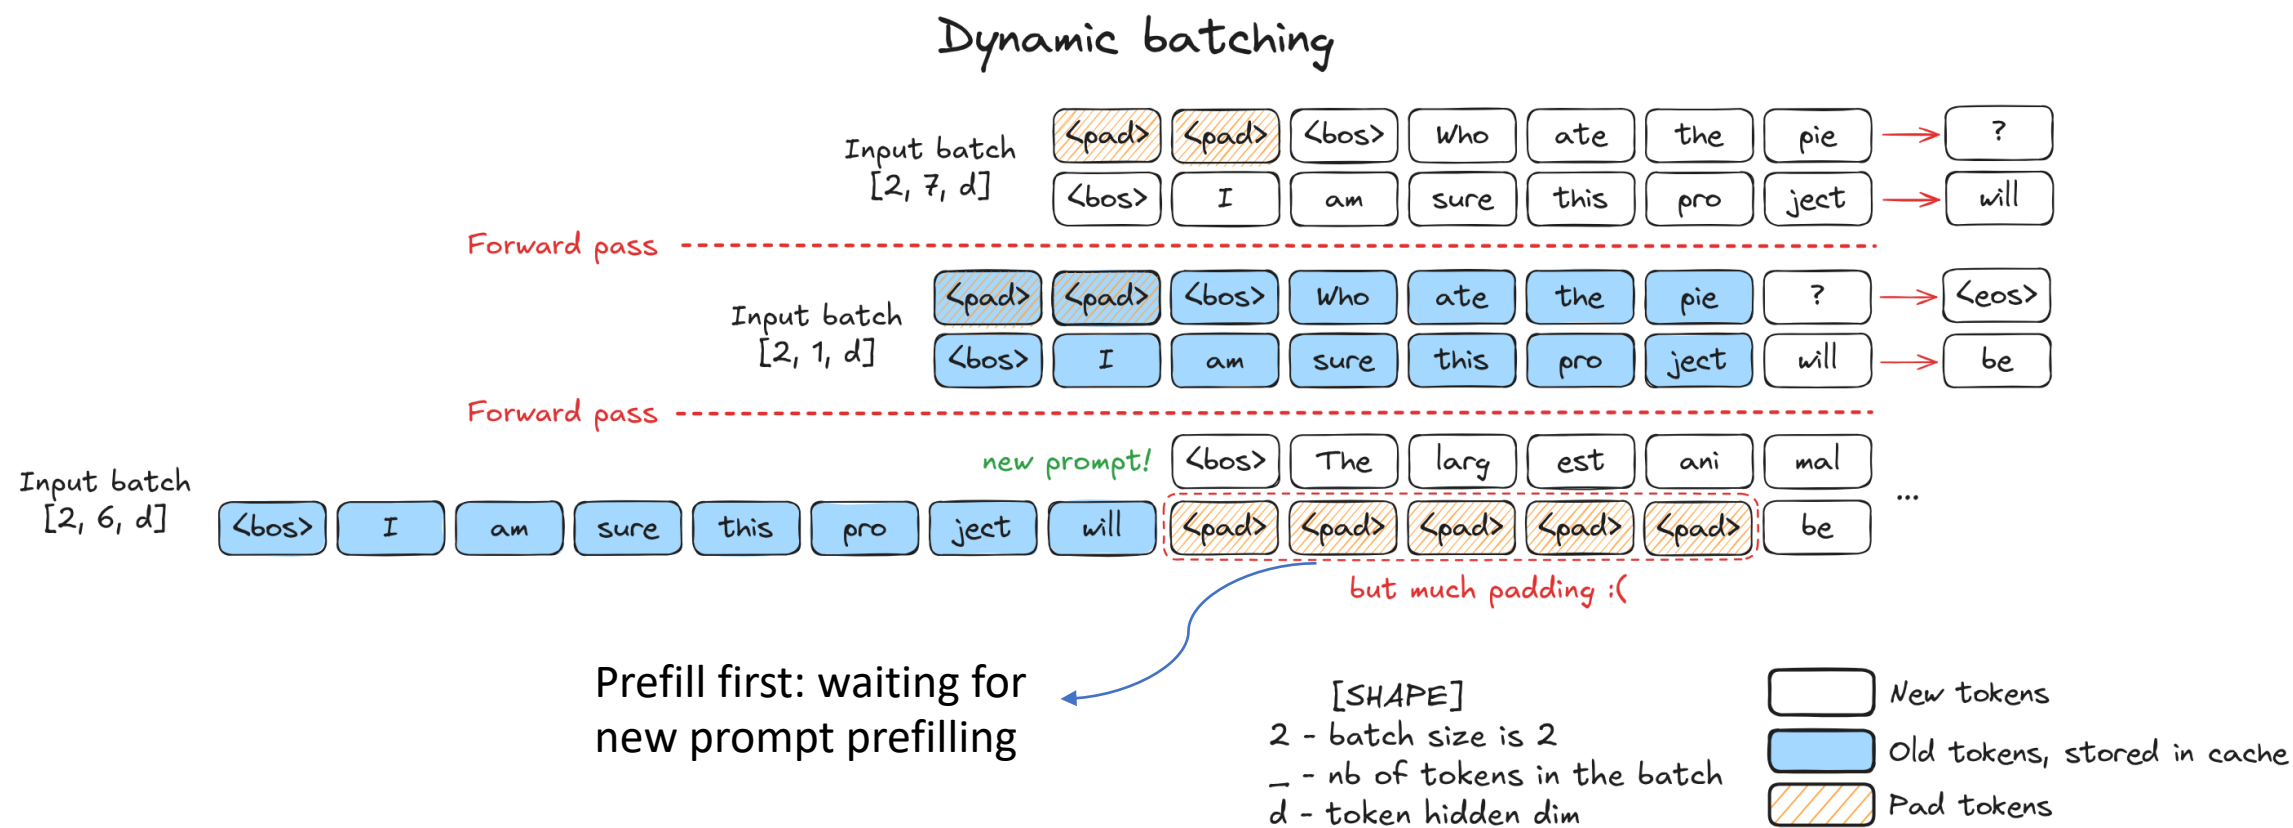 Dynamic batching
Input batch
[2, 7, d]
<pad> <pad> <bos> Who ate the pie ?
<bos> I am sure this pro ject will
Forward pass
Input batch
[2, 1, d]
<pad> <pad> <bos> Who ate the pie ? <eos>
<bos> I am sure this pro ject will be
Forward pass
new prompt! <bos> The larg est ani mal
Input batch
[2, 6, d]
<bos> I am sure this pro ject will <pad> <pad> <pad> <pad> <pad> be
...
but much padding :(
Prefill first: waiting for
new prompt prefilling
[SHAPE]
2 - batch size is 2
_ - nb of tokens in the batch
d - token hidden dim
New tokens
Old tokens, stored in cache
Pad tokens